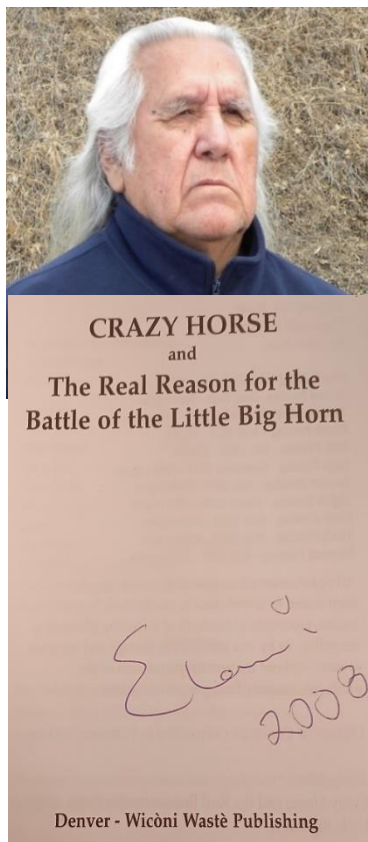 CRAZY HORSE
and
The Real Reason for the
Battle of the Little Big Horn
2008
Denver - Wicòni Wastè Publishing